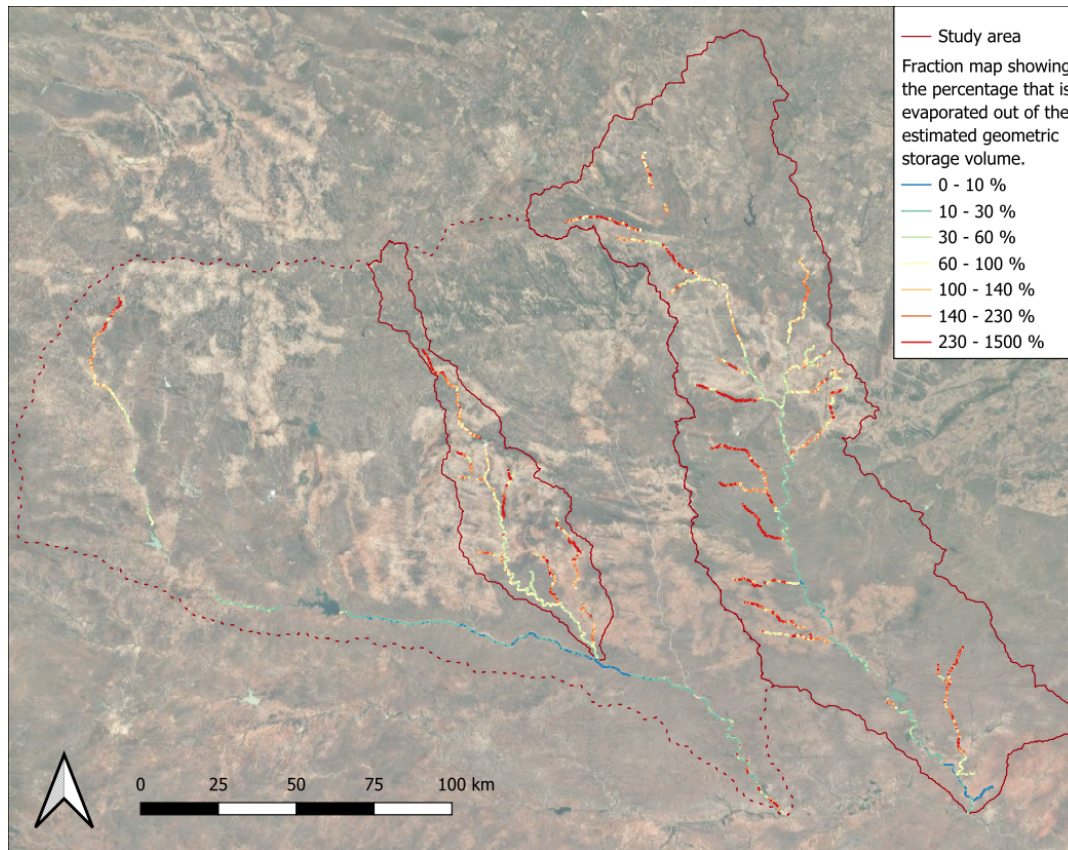 Study area
Fraction map showing
the percentage that is
evaporated out of the
estimated geometric
storage volume.
0 - 10 %
10 - 30 %
30 - 60 %
60 - 100 %
100 - 140 %
140 - 230 %
230 - 1500 %
0 25 50 75 100 km